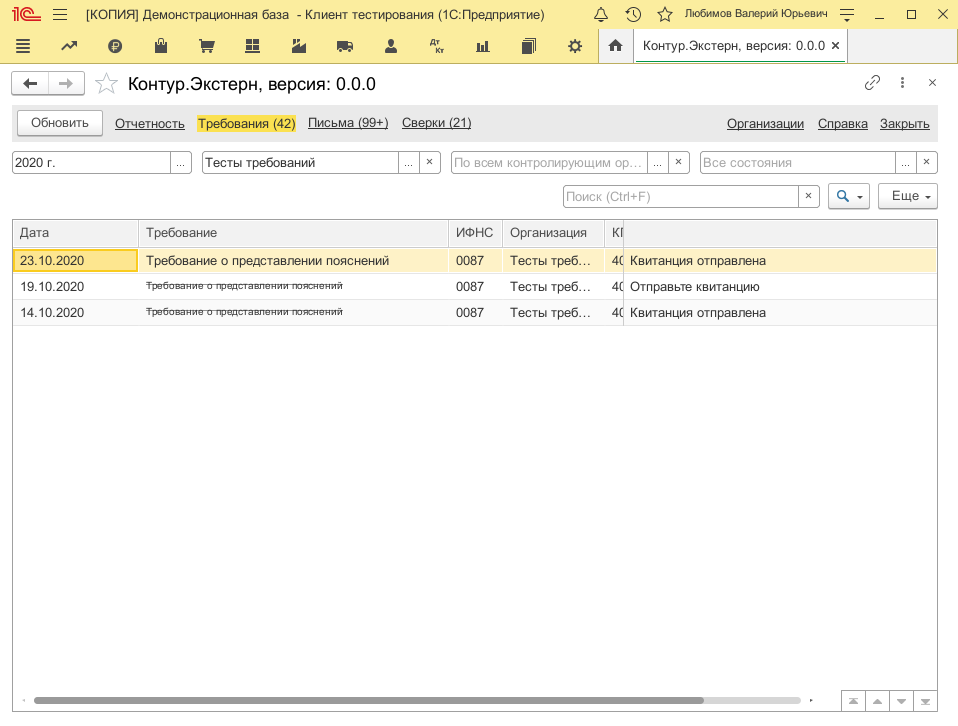 [КОПИЯ] Демонстрационная база - Клиент тестирования (1С:Предприятие) Любимов Валерий Юрьевич
Дт Кт Контур.Экстерн, версия: 0.0.0 ×
Контур.Экстерн, версия: 0.0.0
Обновить Отчетность Требования (42) Письма (99+) Сверки (21) Организации Справка Закрыть
2020 г. ... Тесты требований ... × По всем контролирующим ор... ... × Все состояния ... ×
Поиск (Ctrl+F) × Еще
Дата Требование ИФНС Организация КГ
23.10.2020 Требование о представлении пояснений 0087 Тесты треб... 40 Квитанция отправлена
19.10.2020 Требование о представлении пояснений 0087 Тесты треб... 40 Отправьте квитанцию
14.10.2020 Требование о представлении пояснений 0087 Тесты треб... 40 Квитанция отправлена